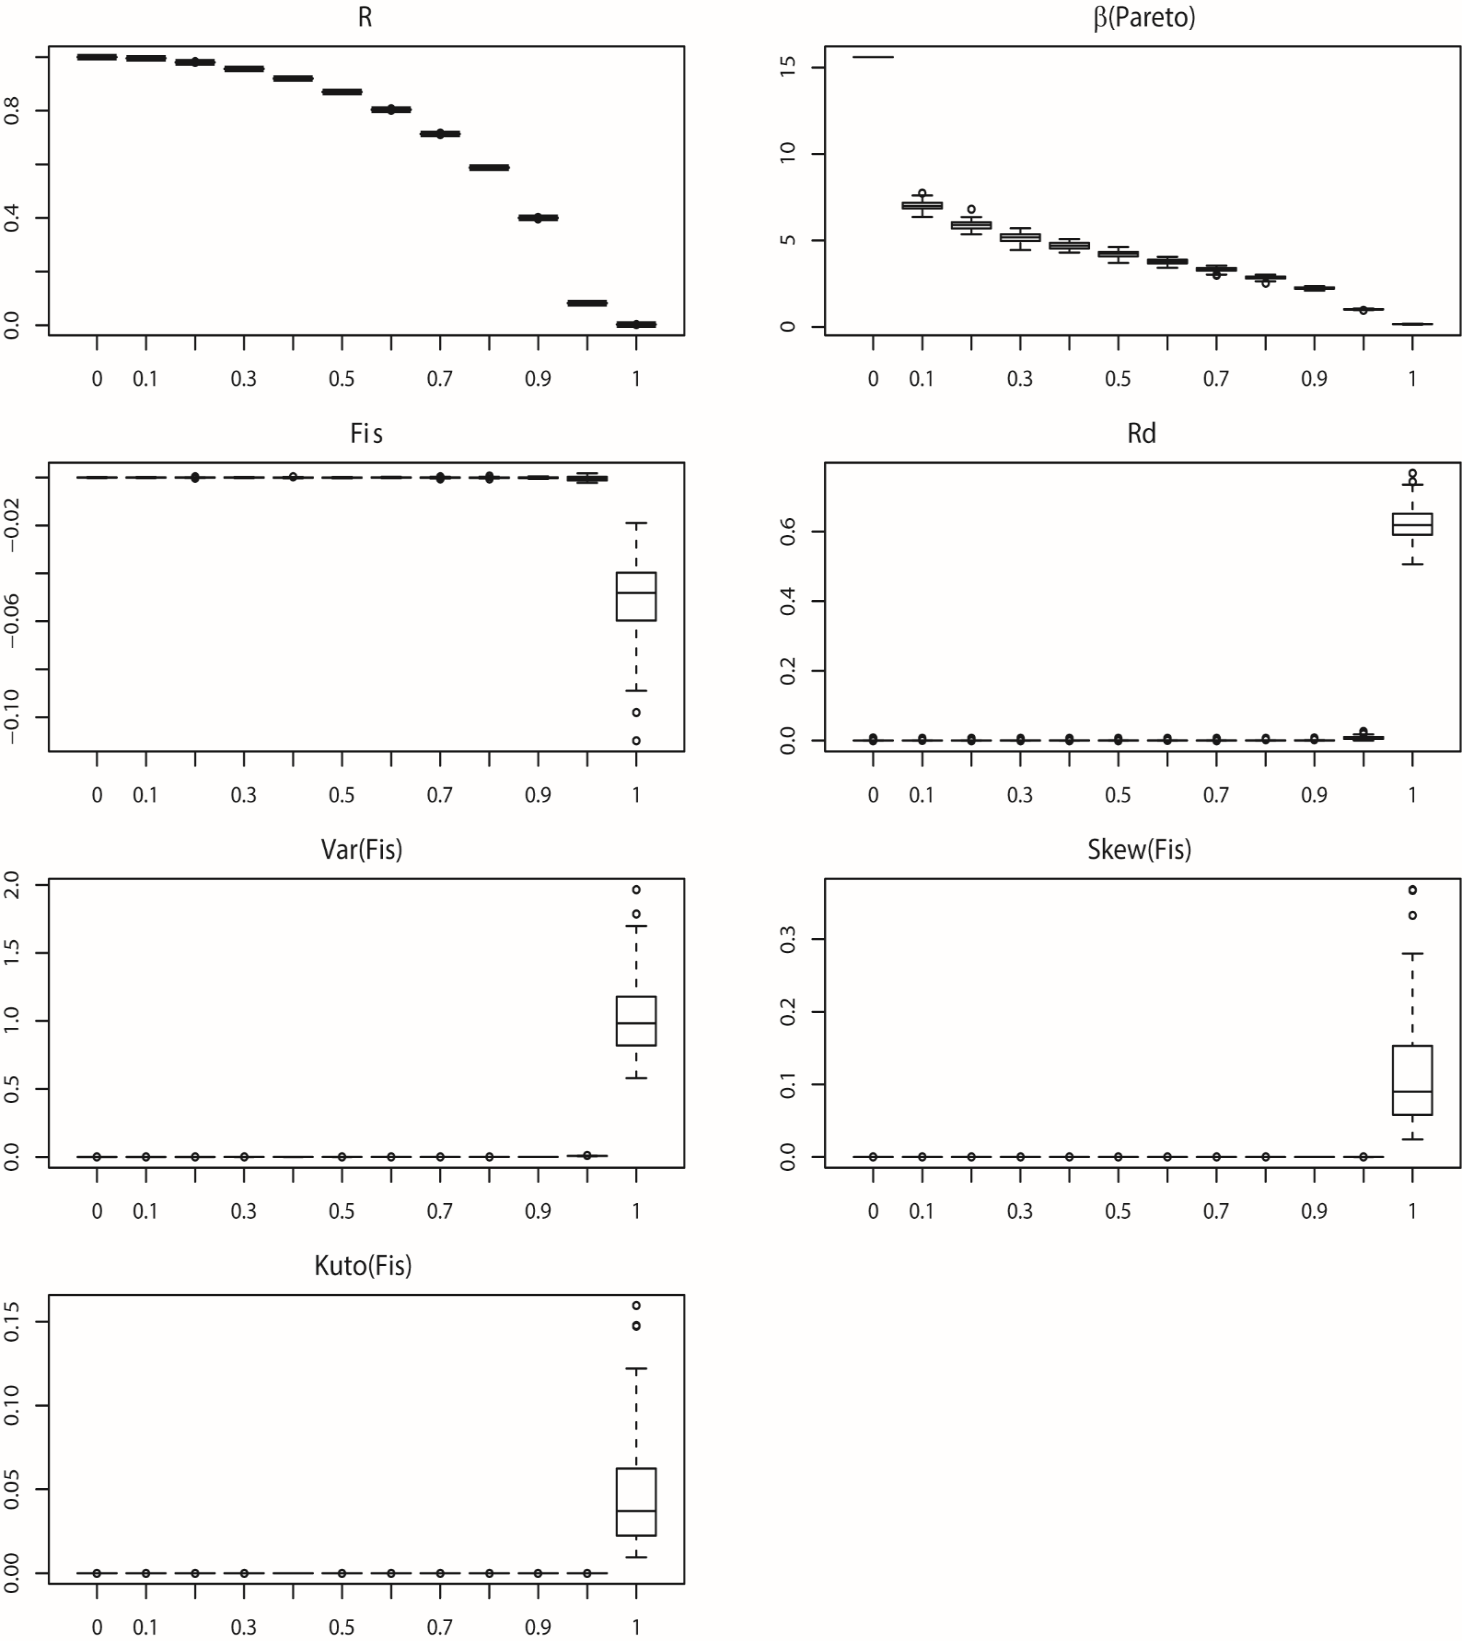 R
0.8
0.4
0.0
0 0.1 0.3 0.5 0.7 0.9 1
β(Pareto)
15
10
5
0
0 0.1 0.3 0.5 0.7 0.9 1
Fis
−0.02
−0.06
−0.10
0 0.1 0.3 0.5 0.7 0.9 1
Rd
0.6
0.4
0.2
0.0
0 0.1 0.3 0.5 0.7 0.9 1
Var(Fis)
2.0
1.5
1.0
0.5
0.0
0 0.1 0.3 0.5 0.7 0.9 1
Skew(Fis)
0.3
0.2
0.1
0.0
0 0.1 0.3 0.5 0.7 0.9 1
Kuto(Fis)
0.15
0.10
0.05
0.00
0 0.1 0.3 0.5 0.7 0.9 1